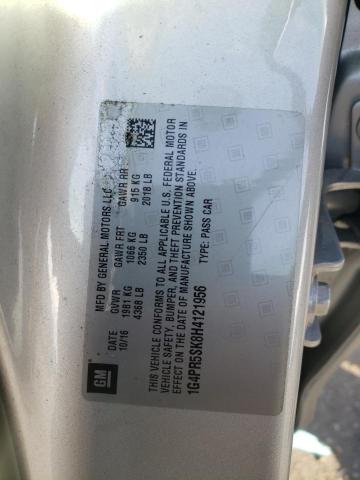 GM
MFD BY GENERAL MOTORS LLC
DATE GVWR GAWR FRT GAWR RR
10/16 1981 KG 1066 KG 915 KG
4368 LB 2350 LB 2018 LB
THIS VEHICLE CONFORMS TO ALL APPLICABLE U.S. FEDERAL MOTOR
VEHICLE SAFETY, BUMPER, AND THEFT PREVENTION STANDARDS IN
EFFECT ON THE DATE OF MANUFACTURE SHOWN ABOVE.
TYPE: PASS CAR
1G4PR5SK8H4121956